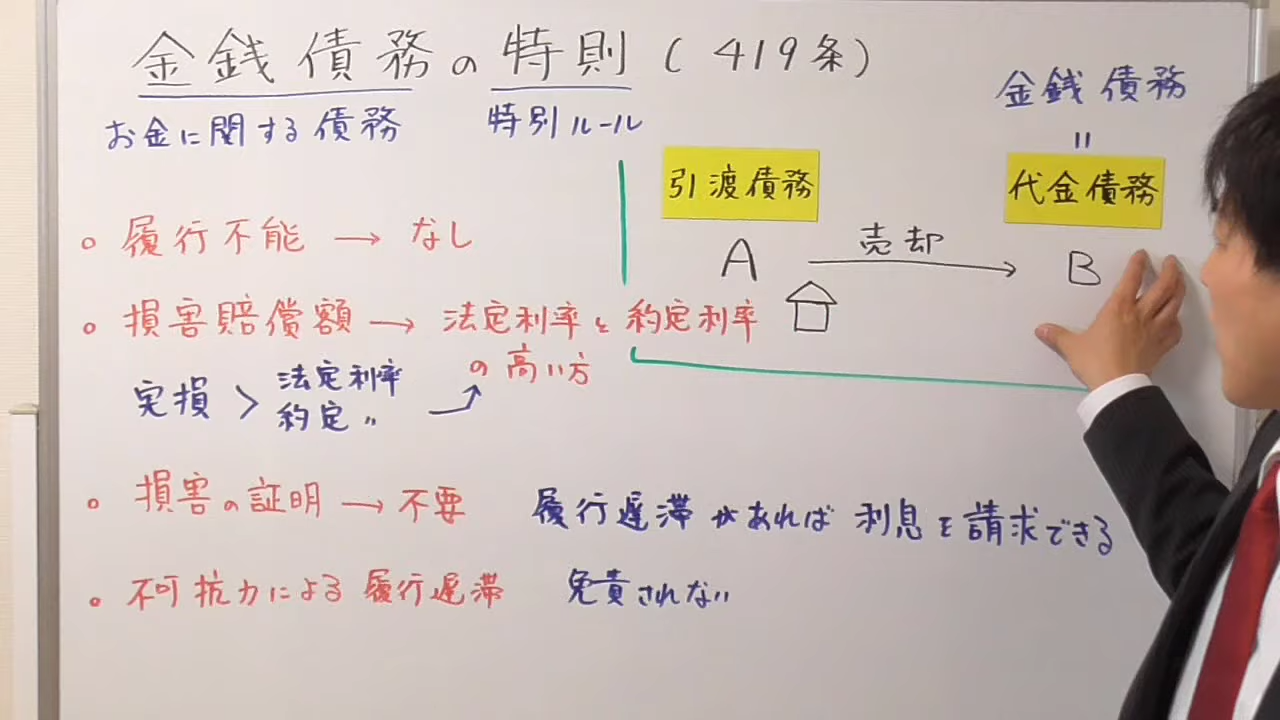 金銭債務の特則(419条)
お金に関する債務 特別ルール
金銭債務
〃
引渡債務
代金債務
A 売却 B
。履行不能 → なし
。損害賠償額 → 法定利率と約定利率
の高い方
実損 > 法定利率
約定 〃
。損害の証明 → 不要 履行遅滞があれば利息を請求できる
。不可抗力による履行遅滞 免責されない